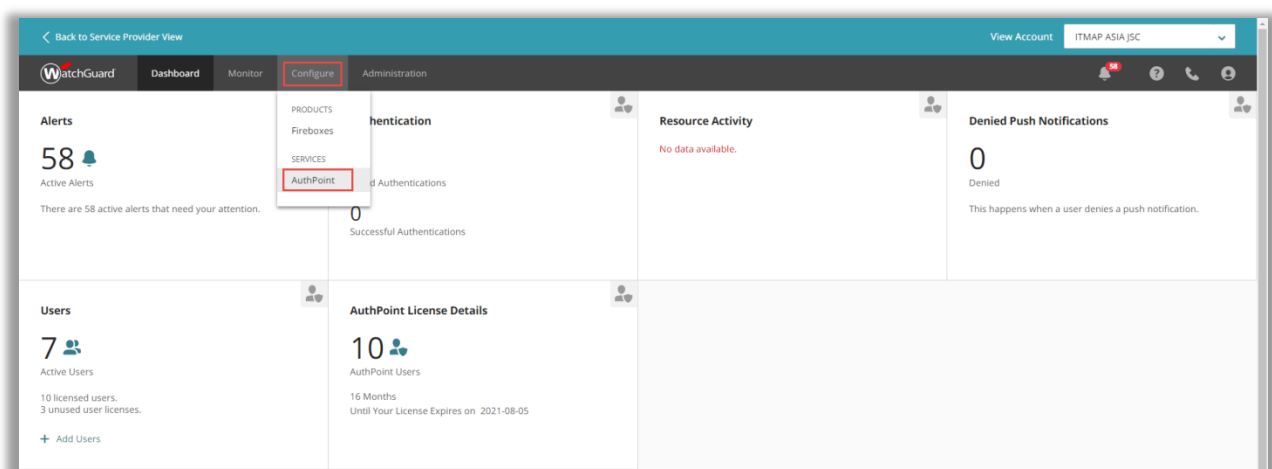 Back to Service Provider View
View Account
ITMAP ASIA JSC
WatchGuard
Dashboard
Monitor
Configure
Administration
58
PRODUCTS
Fireboxes
SERVICES
AuthPoint
Alerts
58
Active Alerts
There are 58 active alerts that need your attention.
hentication
d Authentications
0
Successful Authentications
Resource Activity
No data available.
Denied Push Notifications
0
Denied
This happens when a user denies a push notification.
Users
7
Active Users
10 licensed users.
3 unused user licenses.
+ Add Users
AuthPoint License Details
10
AuthPoint Users
16 Months
Until Your License Expires on 2021-08-05